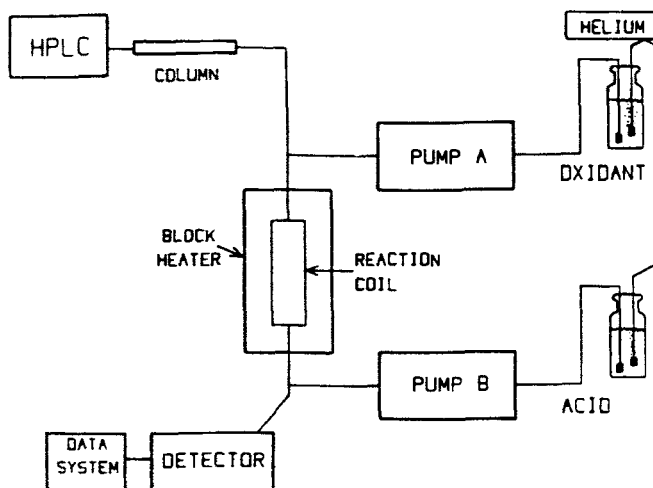 HPLC
COLUMN
HELIUM
PUMP A
OXIDANT
BLOCK
HEATER
REACTION
COIL
PUMP B
ACID
DATA
SYSTEM
DETECTOR